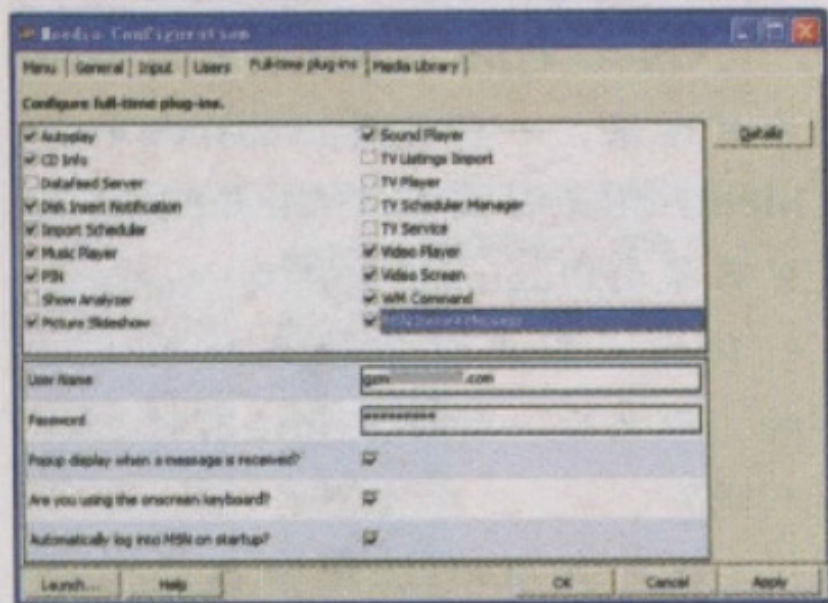 Configuration
Menu General Input Users Full-time plug-ins Media Library
Configure full-time plug-ins.
Autoplay
CD Info
Datafeed Server
Disk Insert Notification
Import Scheduler
Music Player
PIN
Show Analyzer
Picture Slideshow
Sound Player
TV Listings Import
TV Player
TV Scheduler Manager
TV Service
Video Player
Video Screen
WM Command
Details
User Name
.com
Password
*********
Popup display when a message is received?
Are you using the onscreen keyboard?
Automatically log into MSN on startup?
Launch... Help OK Cancel Apply